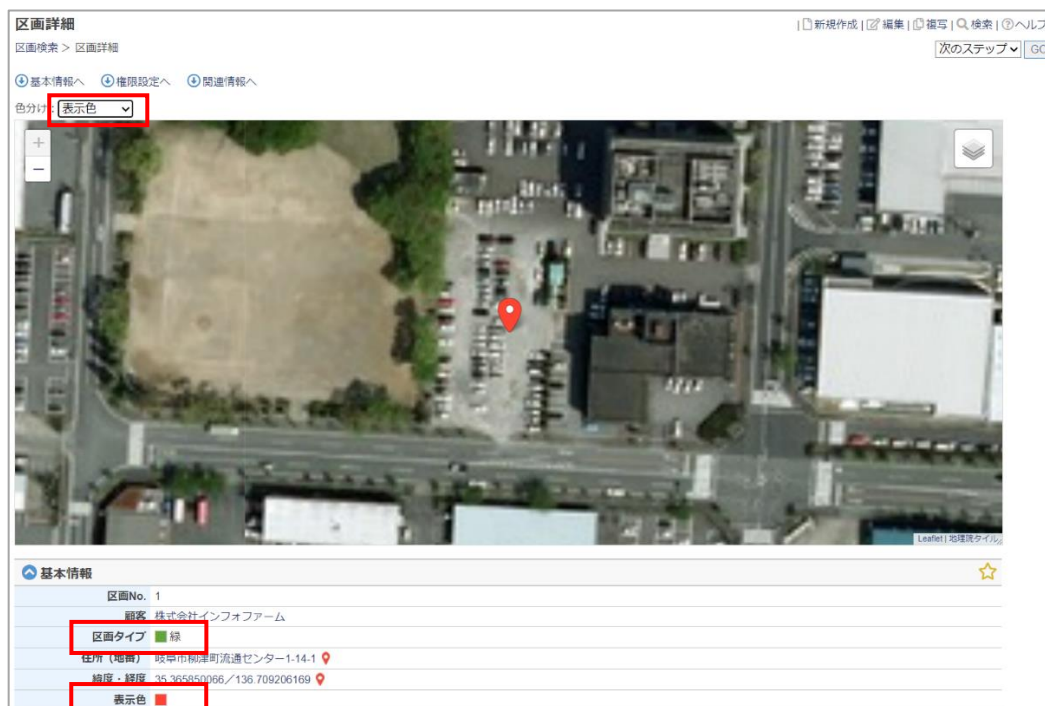 区画詳細
| 新規作成 | 編集 | 複写 | 検索 | ヘルプ
区画検索 > 区画詳細
次のステップ GO
基本情報へ 権限設定へ 関連情報へ
色分け: 表示色
+
−
Leaflet | 地理院タイル
基本情報
区画No. 1
顧客 株式会社インフォファーム
区画タイプ 緑
住所（地番） 岐阜市柳津町流通センター1-14-1
緯度・経度 35.365850066／136.709206169
表示色